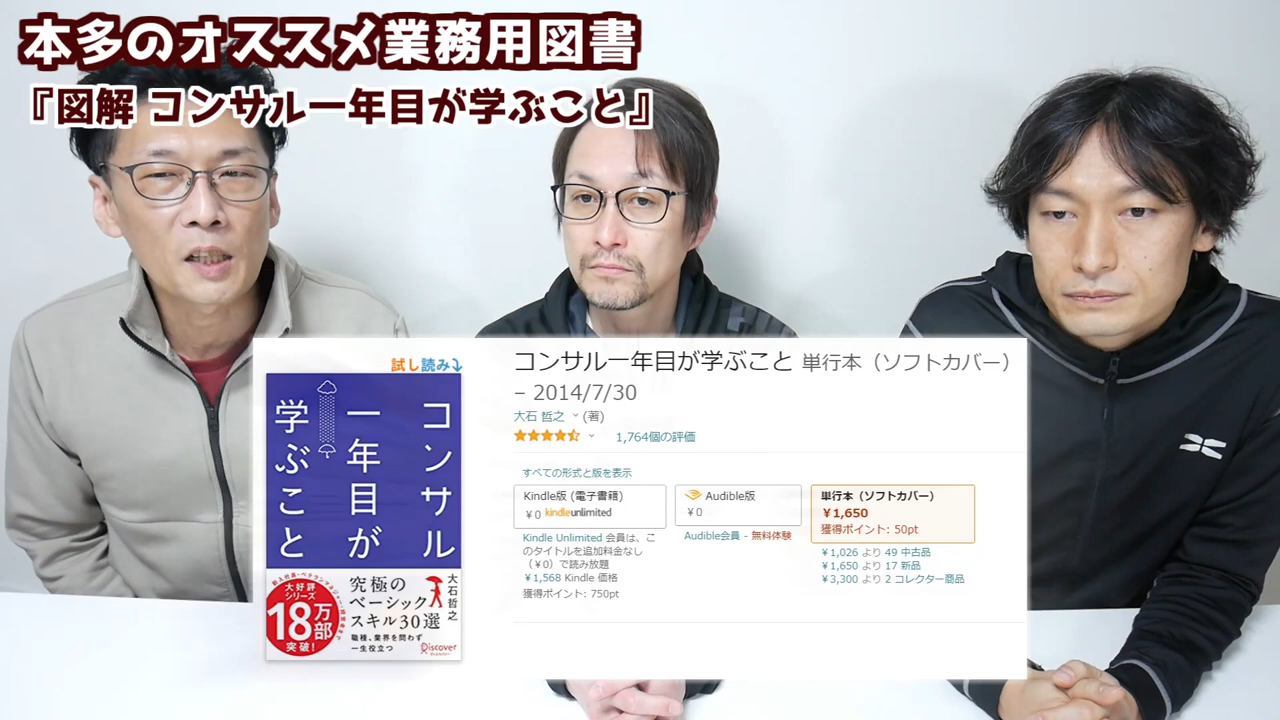 本多のオススメ業務用図書
『図解 コンサル一年目が学ぶこと』
試し読み
コンサル
一年目が
学ぶこと
大石哲之
究極の
ベーシック
スキル30選
職種、業界を問わず
一生役立つ
大好評
シリーズ
18万部
突破!
Discover
コンサル一年目が学ぶこと 単行本(ソフトカバー)
– 2014/7/30
大石 哲之 (著)
1,764個の評価
すべての形式と版を表示
Kindle版 (電子書籍)
¥0 kindleunlimited
Kindle Unlimited 会員は、こ
のタイトルを追加料金なし
(¥0) で読み放題
¥1,568 Kindle 価格
獲得ポイント: 750pt
Audible版
¥0
Audible会員 - 無料体験
単行本(ソフトカバー)
¥1,650
獲得ポイント: 50pt
¥1,026 より 49 中古品
¥1,650 より 17 新品
¥3,300 より 2 コレクター商品